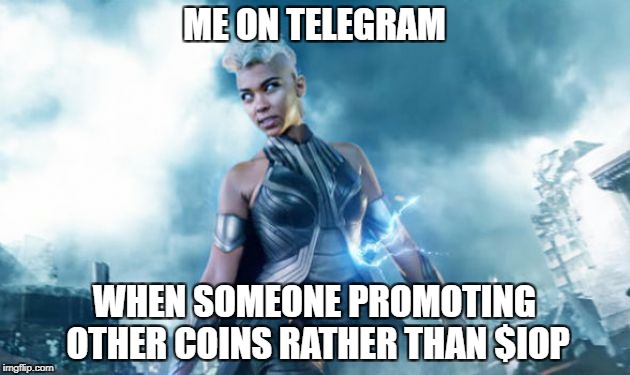 ME ON TELEGRAM
WHEN SOMEONE PROMOTING
OTHER COINS RATHER THAN $IOP
imgflip.com